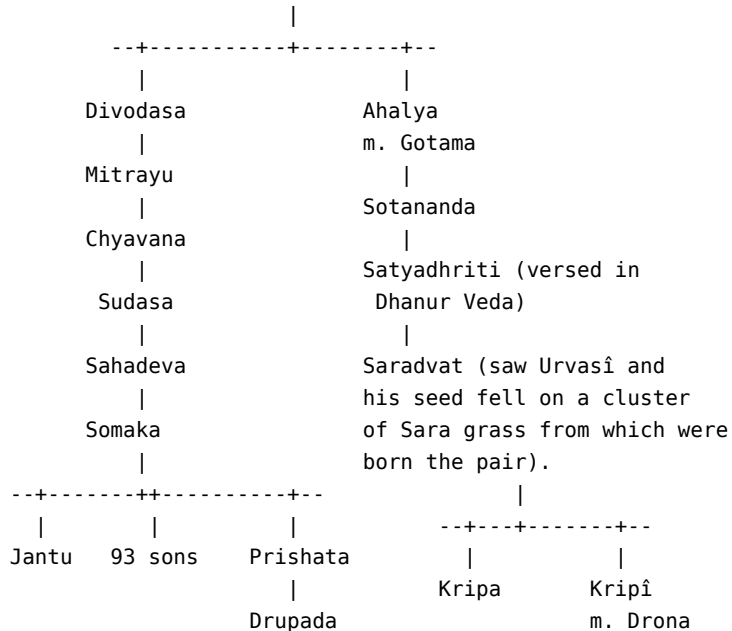 |
--+-----------+--------+--
| |
Divodasa Ahalya
| m. Gotama
Mitrayu |
| Sotananda
Chyavana |
| Satyadhriti (versed in
Sudasa Dhanur Veda)
| |
Sahadeva Saradvat (saw Urvasî and
| his seed fell on a cluster
Somaka of Sara grass from which were
| born the pair).
--+-------++----------+-- |
| | | --+---+-------+--
Jantu 93 sons Prishata | |
| Kripa Kripî
Drupada m. Drona